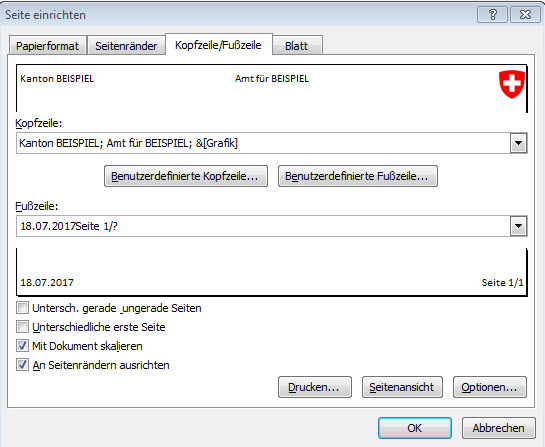 Seite einrichten
Papierformat Seitenränder Kopfzeile/Fußzeile Blatt
Kanton BEISPIEL Amt für BEISPIEL
Kopfzeile:
Kanton BEISPIEL; Amt für BEISPIEL; &[Grafik]
Benutzerdefinierte Kopfzeile... Benutzerdefinierte Fußzeile...
Fußzeile:
18.07.2017Seite 1/?
18.07.2017 Seite 1/1
Untersch. gerade _ungerade Seiten
Unterschiedliche erste Seite
Mit Dokument skalieren
An Seitenrändern ausrichten
Drucken... Seitenansicht Optionen...
OK Abbrechen